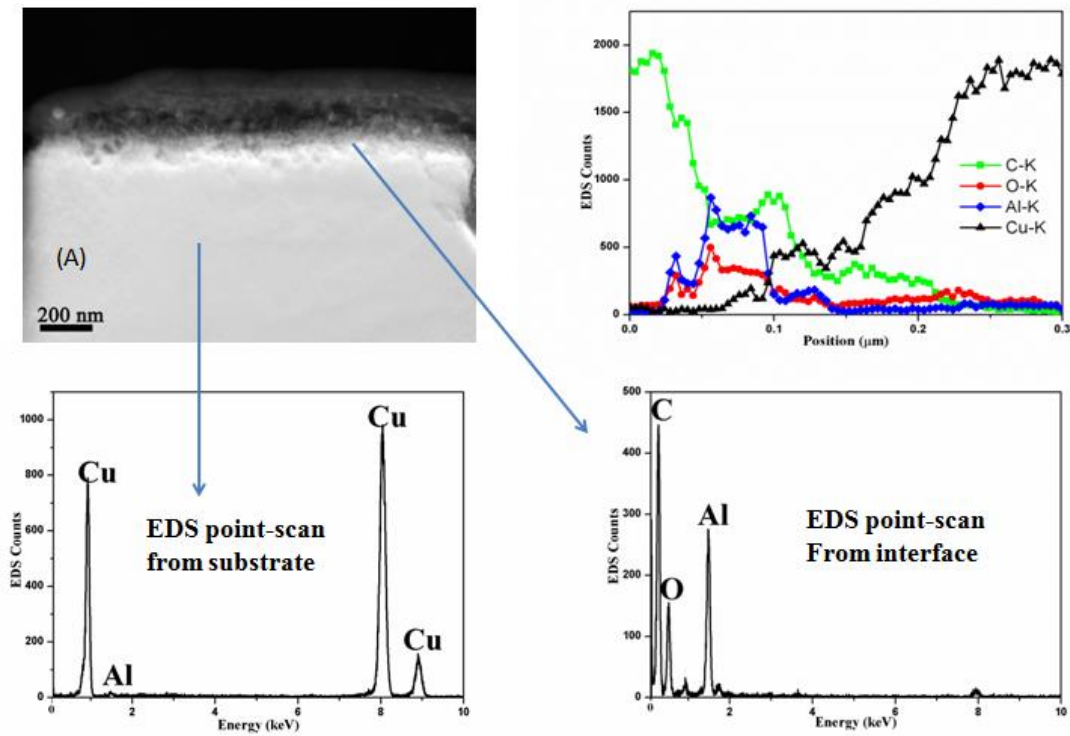 (A)
200 nm
2000
1500
1000
500
0
EDS Counts
0.0 0.1 0.2 0.3
Position (μm)
C-K
O-K
Al-K
Cu-K
1000
800
600
400
200
0
EDS Counts
Cu
Al
Cu
Cu
EDS point-scan
from substrate
0 2 4 6 8 10
Energy (keV)
500
400
300
200
100
0
EDS Counts
C
O
Al
EDS point-scan
From interface
0 2 4 6 8 10
Energy (keV)